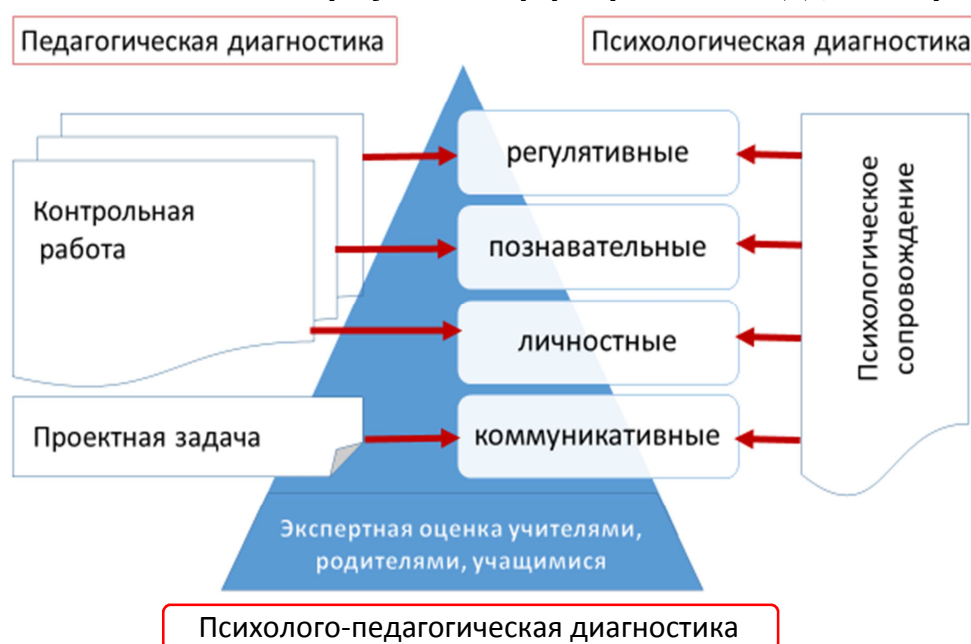 Педагогическая диагностика
Психологическая диагностика
регулятивные
Контрольная
работа
познавательные
личностные
Проектная задача
коммуникативные
Психологическое
сопровождение
Экспертная оценка учителями,
родителями, учащимися
Психолого-педагогическая диагностика